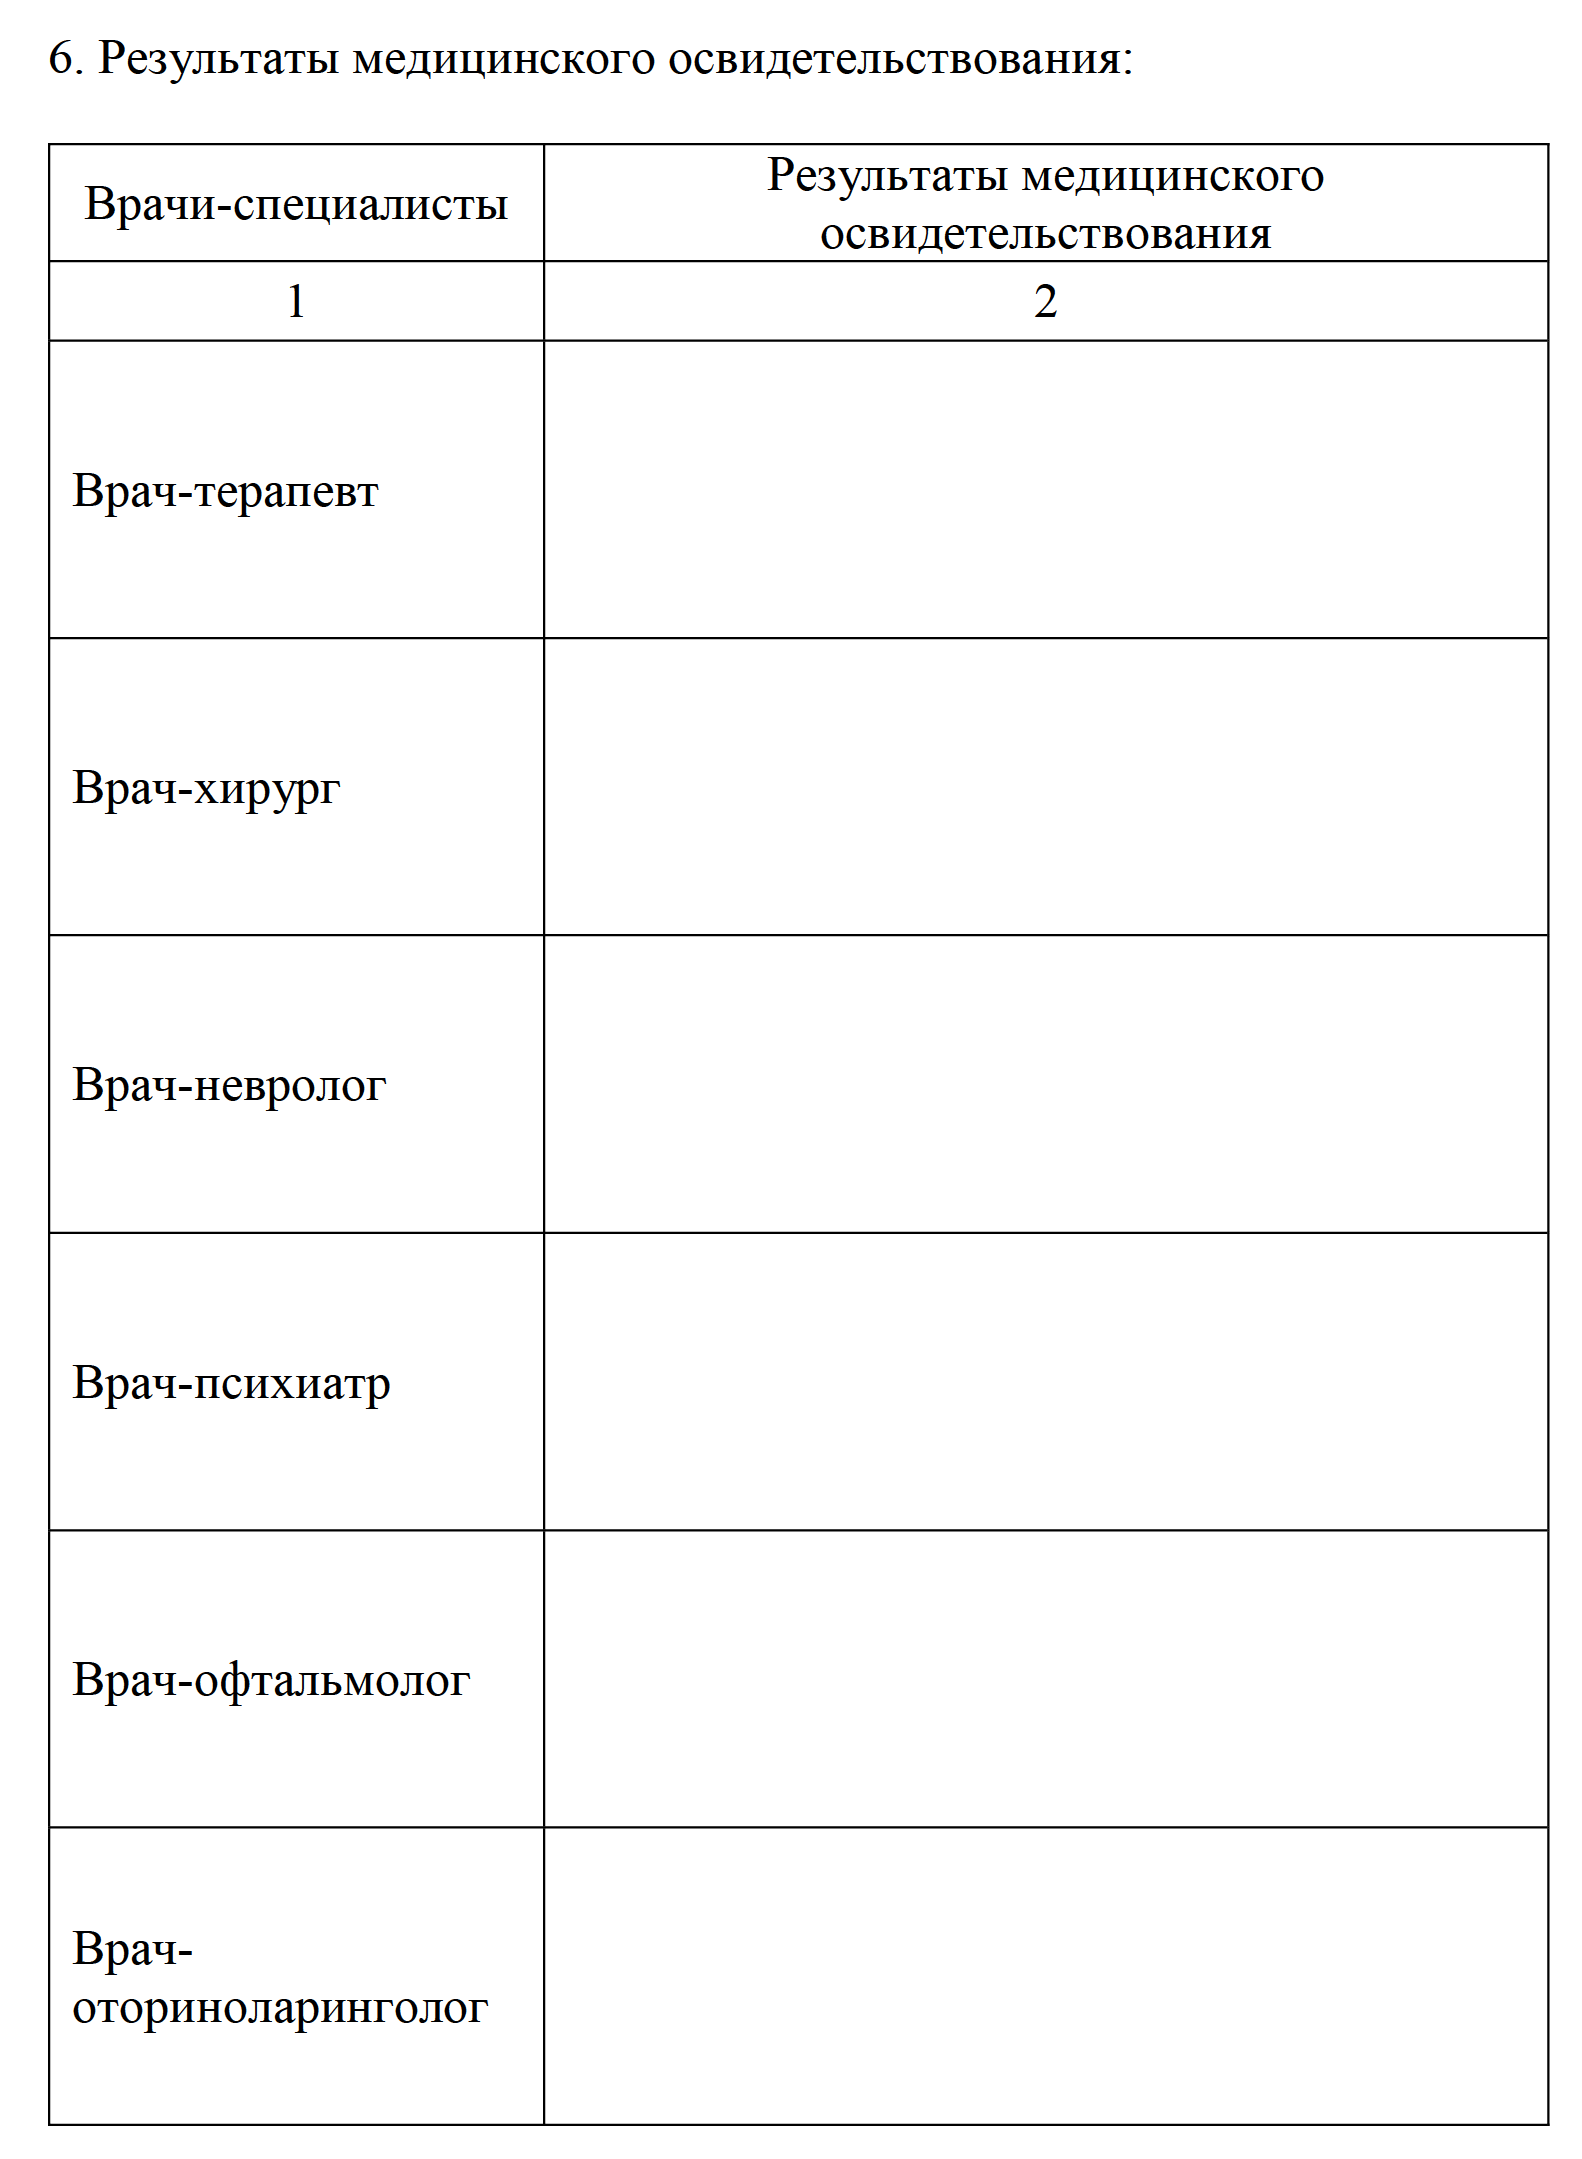 6. Результаты медицинского освидетельствования:
Врачи-специалисты
Результаты медицинского
освидетельствования
1
2
Врач-терапевт
Врач-хирург
Врач-невролог
Врач-психиатр
Врач-офтальмолог
Врач-
оториноларинголог